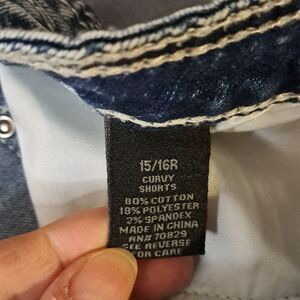 15/16R
CURVY
SHORTS
80% COTTON
18% POLYESTER
2% SPANDEX
MADE IN CHINA
RN# 70829
SEE REVERSE
FOR CARE